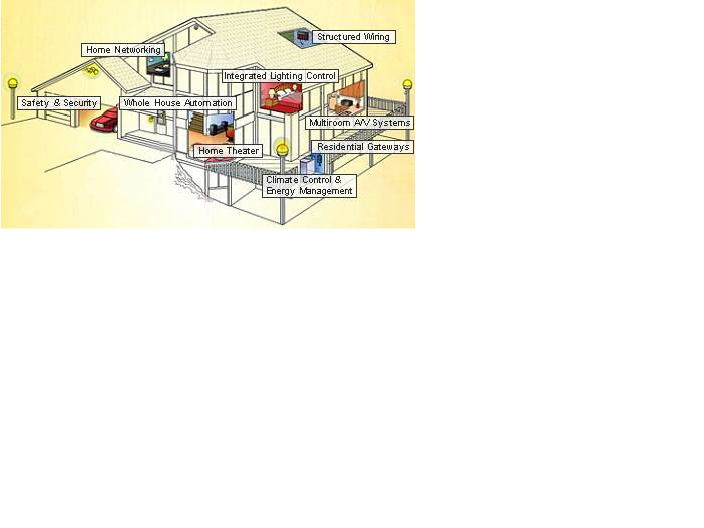 Structured Wiring
Home Networking
Integrated Lighting Control
Safety & Security
Whole House Automation
Multiroom A/V Systems
Home Theater
Residential Gateways
Climate Control &
Energy Management